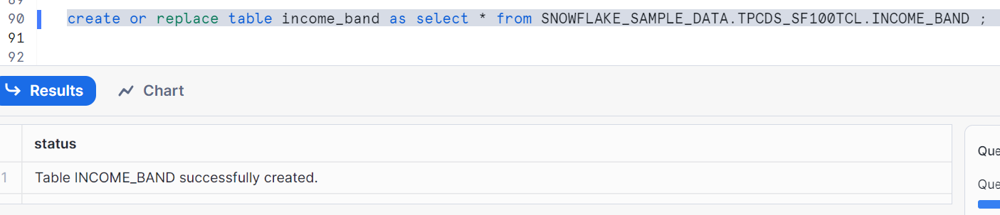 89
90 create or replace table income_band as select * from SNOWFLAKE_SAMPLE_DATA.TPCDS_SF100TCL.INCOME_BAND ;
91
92
Results Chart
status
1 Table INCOME_BAND successfully created.
Que
Que